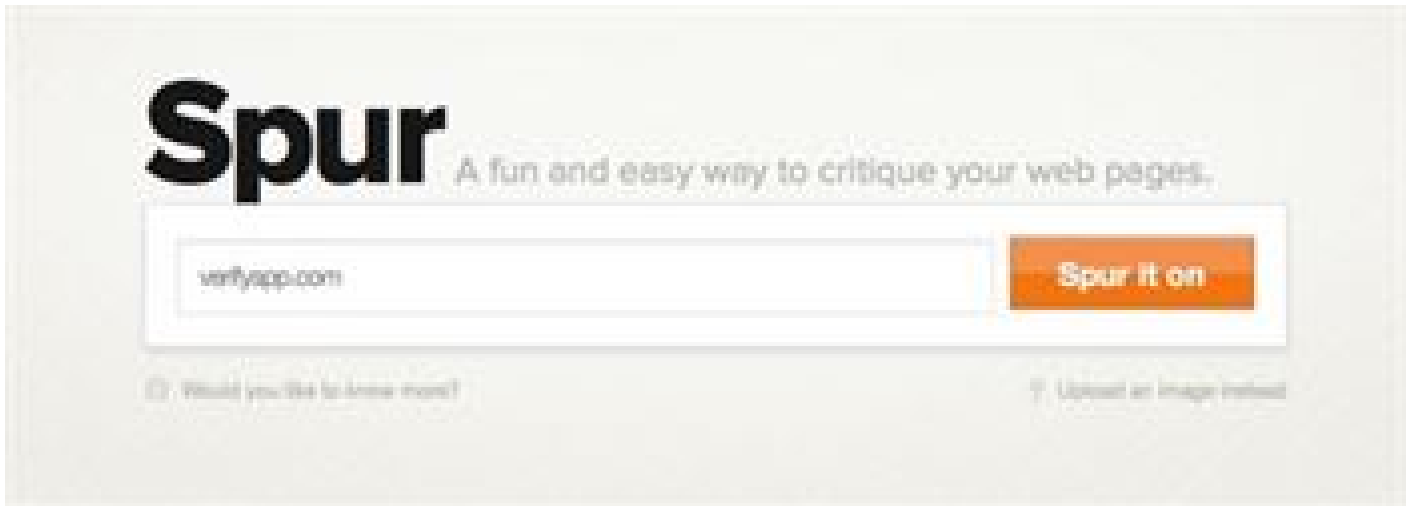 Spur
A fun and easy way to critique your web pages.
verifyapp.com
Spur it on
Would you like to know more?
Upload an image instead